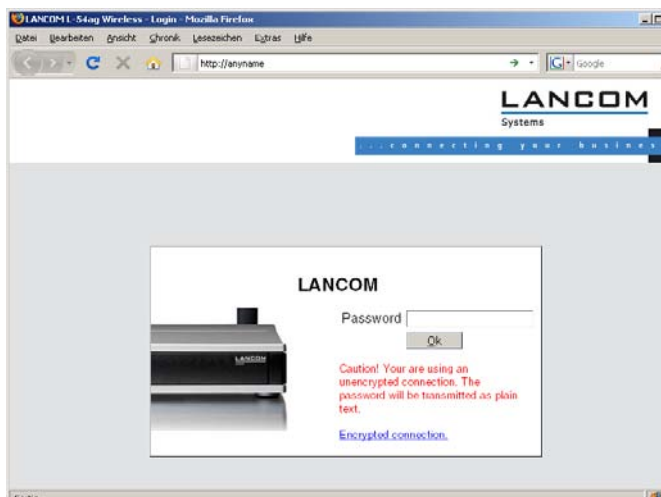 LANCOM L-54ag Wireless - Login - Mozilla Firefox
Datei Bearbeiten Ansicht Chronik Lesezeichen Extras Hilfe
http://anyname
Google
LANCOM
Systems
...connecting your busines
LANCOM
Password
Ok
LANCOM
Caution! Your are using an
unencrypted connection. The
password will be transmitted as plain
text.
Encrypted connection.